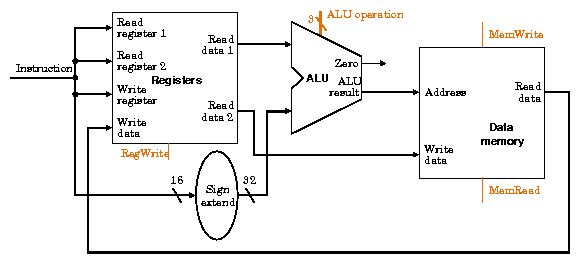 Instruction
Read
register 1
Read
register 2
Write
register
Write
data
Registers
Read
data 1
Read
data 2
RegWrite
16
Sign
extend
32
3
ALU operation
Zero
ALU
ALU
result
MemWrite
Address
Read
data
Data
memory
Write
data
MemRead